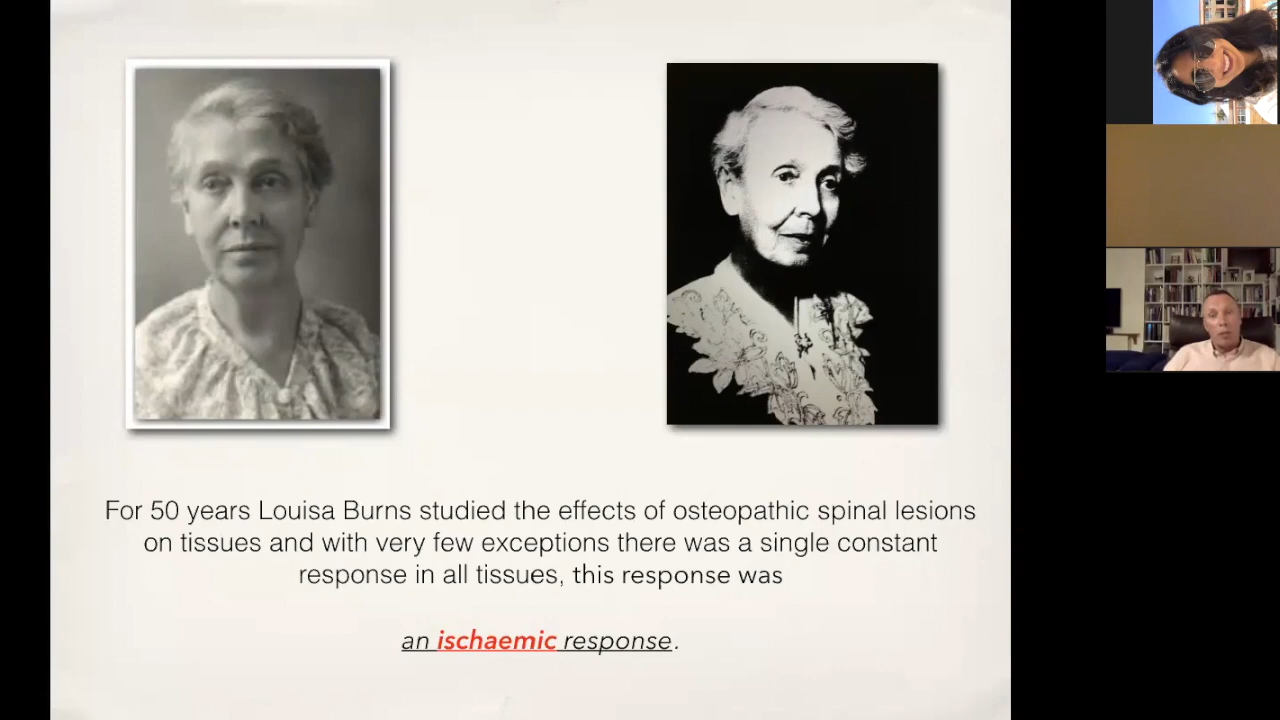 For 50 years Louisa Burns studied the effects of osteopathic spinal lesions
on tissues and with very few exceptions there was a single constant
response in all tissues, this response was
an ischaemic response.